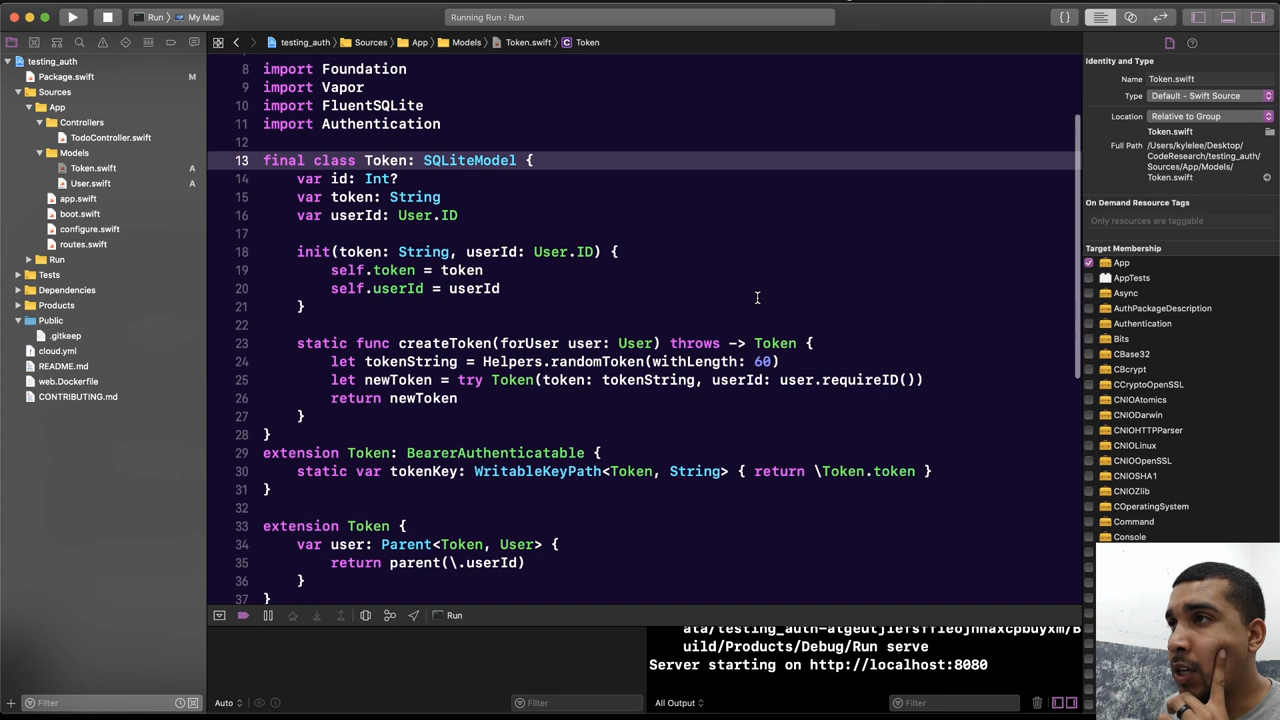 Run
My Mac
Running Run : Run
{ }
testing_auth
Sources
App
Models
Token.swift
C
Token
testing_auth
Package.swift
M
Sources
App
Controllers
TodoController.swift
Models
Token.swift
A
User.swift
A
app.swift
boot.swift
configure.swift
routes.swift
Run
Tests
Dependencies
Products
Public
.gitkeep
cloud.yml
README.md
web.Dockerfile
CONTRIBUTING.md
Filter
8 import Foundation
9 import Vapor
10 import FluentSQLite
11 import Authentication
12
13 final class Token: SQLiteModel {
14 var id: Int?
15 var token: String
16 var userId: User.ID
17
18 init(token: String, userId: User.ID) {
19 self.token = token
20 self.userId = userId
21 }
22
23 static func createToken(forUser user: User) throws -> Token {
24 let tokenString = Helpers.randomToken(withLength: 60)
25 let newToken = try Token(token: tokenString, userId: user.requireID())
26 return newToken
27 }
28 }
29 extension Token: BearerAuthenticatable {
30 static var tokenKey: WritableKeyPath<Token, String> { return \Token.token }
31 }
32
33 extension Token {
34 var user: Parent<Token, User> {
35 return parent(\.userId)
36 }
37 }
Run
Auto
Filter
uild/Products/Debug/Run serve
Server starting on http://localhost:8080
All Output
Filter
Identity and Type
Name Token.swift
Type Default - Swift Source
Location Relative to Group
Token.swift
Full Path /Users/kylelee/Desktop/
CodeResearch/testing_auth/
Sources/App/Models/
Token.swift
On Demand Resource Tags
Only resources are taggable
Target Membership
App
AppTests
Async
AuthPackageDescription
Authentication
Bits
CBase32
CBcrypt
CCryptoOpenSSL
CNIOAtomics
CNIODarwin
CNIOHTTPParser
CNIOLinux
CNIOOpenSSL
CNIOSHA1
CNIOZlib
COperatingSystem
Command
Console